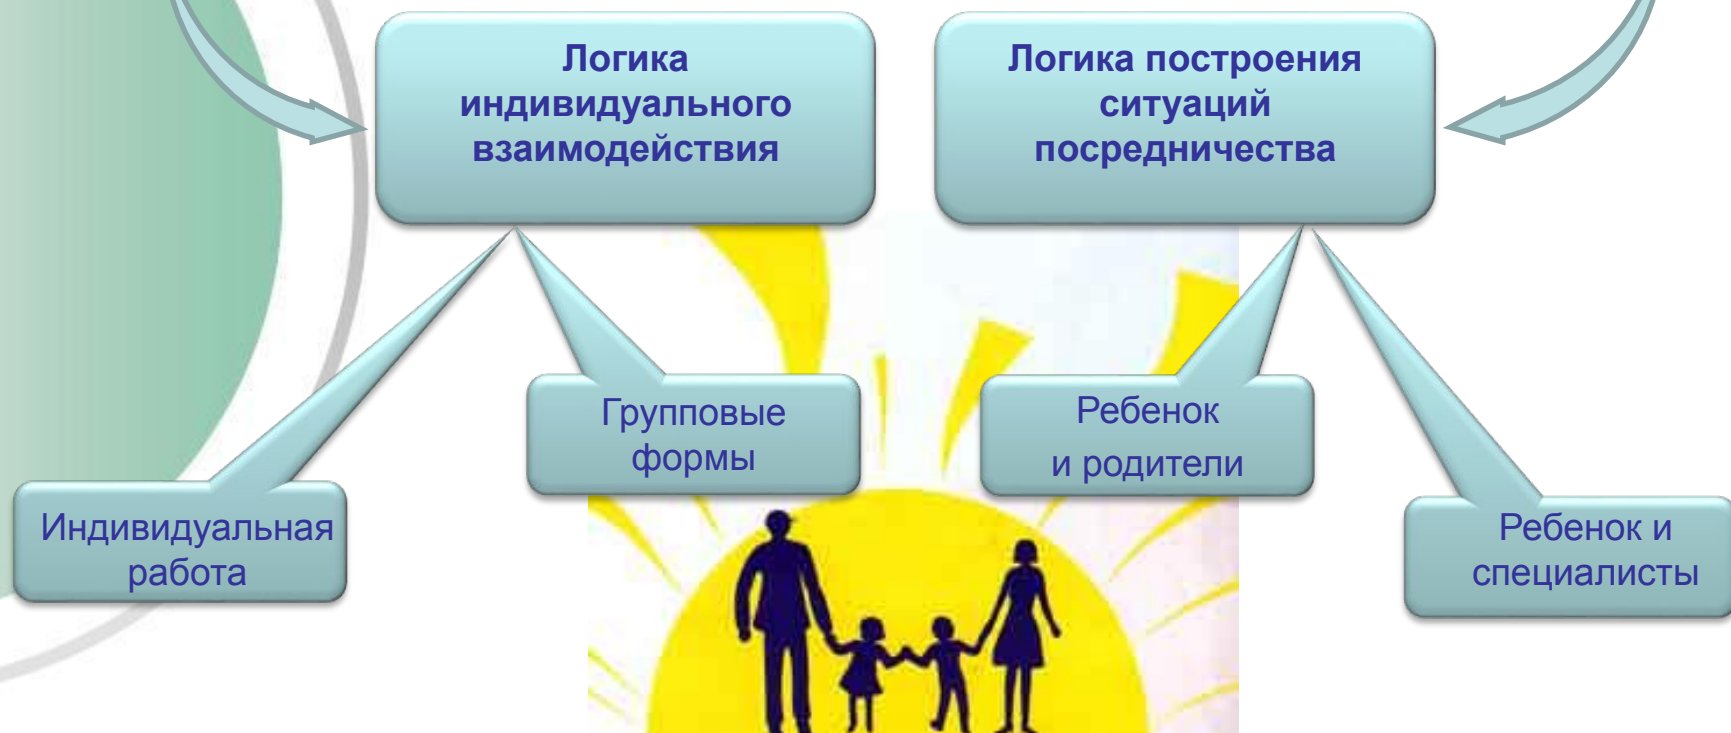 Логика
индивидуального
взаимодействия
Логика построения
ситуаций
посредничества
Групповые
формы
Ребенок
и родители
Индивидуальная
работа
Ребенок и
специалисты